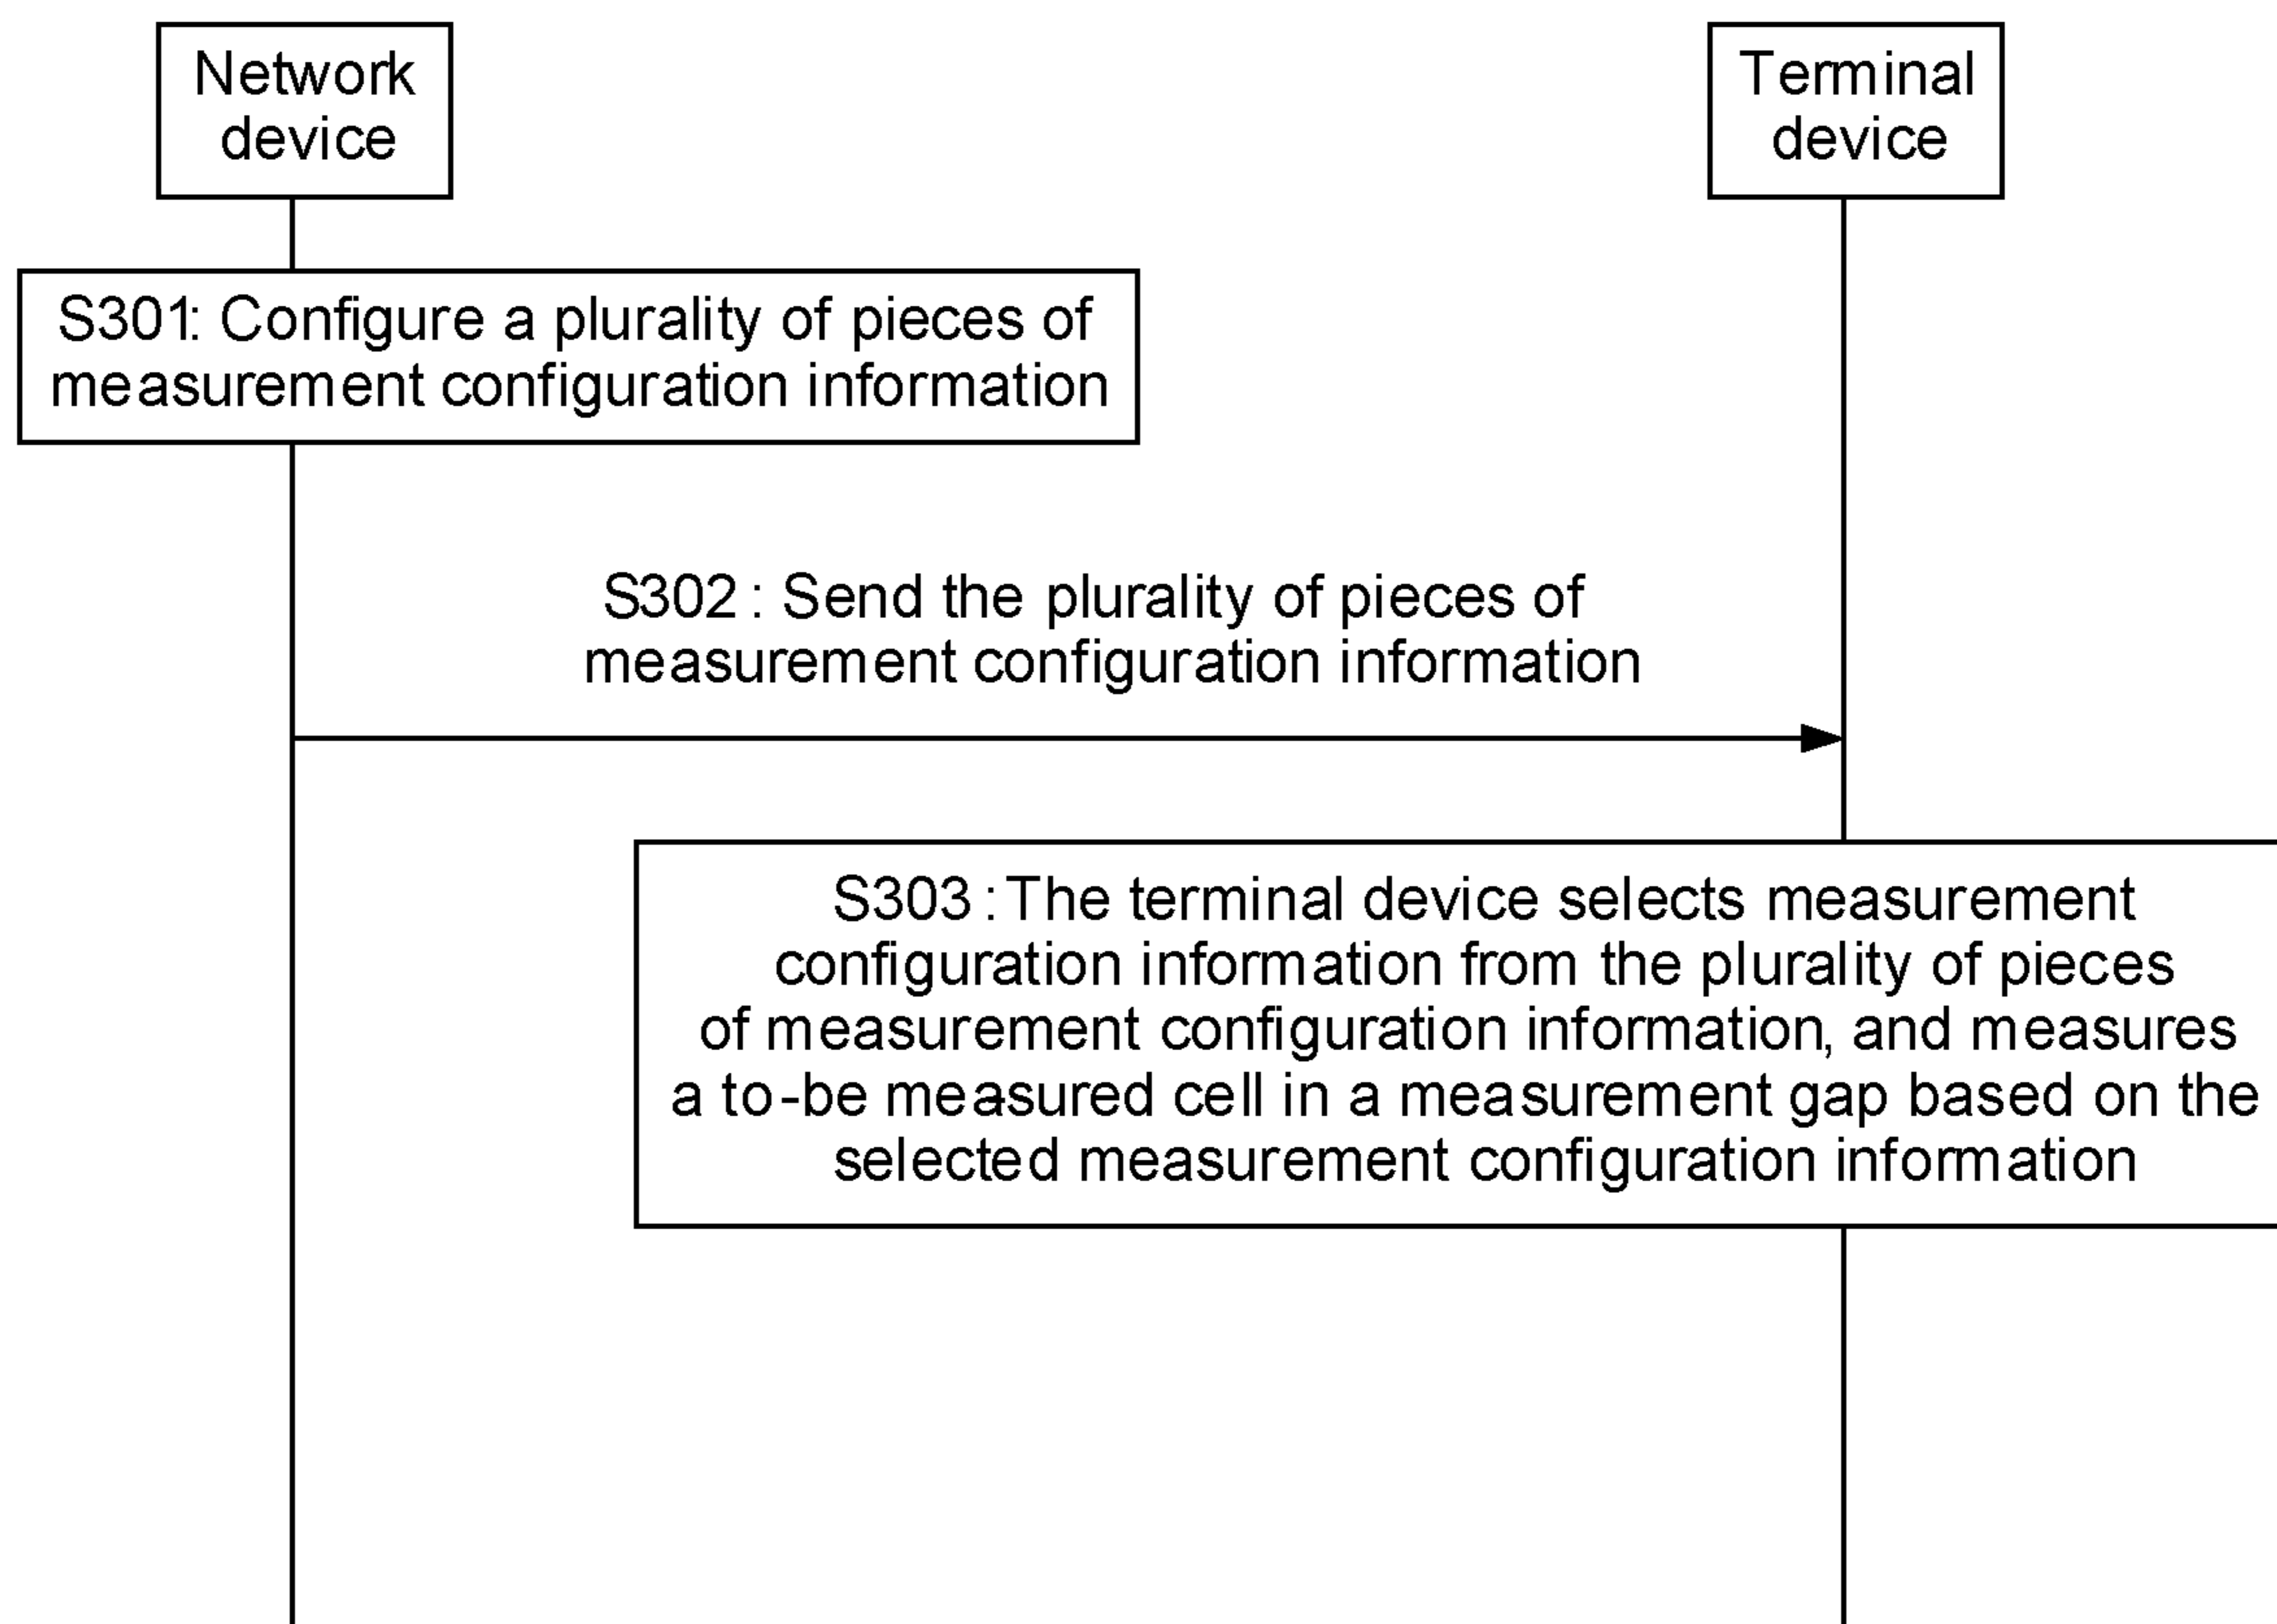 Network
device
Terminal
device
S301: Configure a plurality of pieces of
measurement configuration information
S302 : Send the plurality of pieces of
measurement configuration information
S303 : The terminal device selects measurement
configuration information from the plurality of pieces
of measurement configuration information, and measures
a to-be measured cell in a measurement gap based on the
selected measurement configuration information